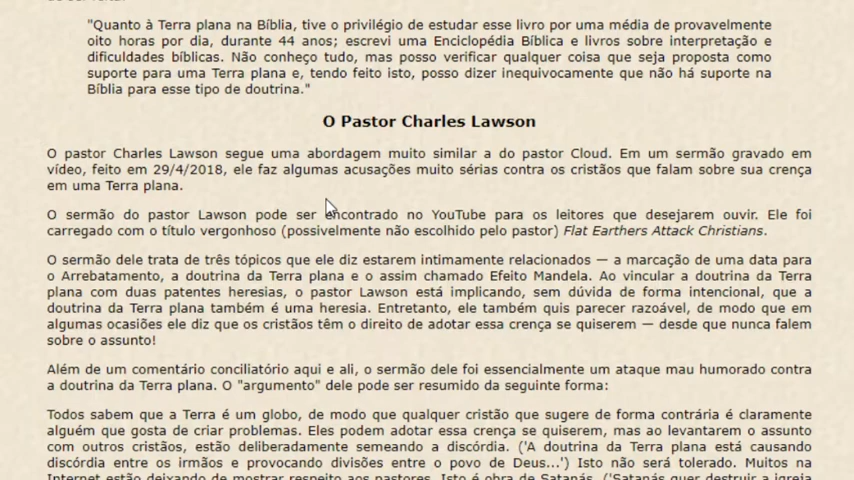 "Quanto à Terra plana na Bíblia, tive o privilégio de estudar esse livro por uma média de provavelmente
oito horas por dia, durante 44 anos; escrevi uma Enciclopédia Bíblica e livros sobre interpretação e
dificuldades bíblicas. Não conheço tudo, mas posso verificar qualquer coisa que seja proposta como
suporte para uma Terra plana e, tendo feito isto, posso dizer inequivocamente que não há suporte na
Bíblia para esse tipo de doutrina."
O Pastor Charles Lawson
O pastor Charles Lawson segue uma abordagem muito similar a do pastor Cloud. Em um sermão gravado em
vídeo, feito em 29/4/2018, ele faz algumas acusações muito sérias contra os cristãos que falam sobre sua crença
em uma Terra plana.
O sermão do pastor Lawson pode ser encontrado no YouTube para os leitores que desejarem ouvir. Ele foi
carregado com o título vergonhoso (possivelmente não escolhido pelo pastor) Flat Earthers Attack Christians.
O sermão dele trata de três tópicos que ele diz estarem intimamente relacionados — a marcação de uma data para
o Arrebatamento, a doutrina da Terra plana e o assim chamado Efeito Mandela. Ao vincular a doutrina da Terra
plana com duas patentes heresias, o pastor Lawson está implicando, sem dúvida de forma intencional, que a
doutrina da Terra plana também é uma heresia. Entretanto, ele também quis parecer razoável, de modo que em
algumas ocasiões ele diz que os cristãos têm o direito de adotar essa crença se quiserem — desde que nunca falem
sobre o assunto!
Além de um comentário conciliatório aqui e ali, o sermão dele foi essencialmente um ataque mau humorado contra
a doutrina da Terra plana. O "argumento" dele pode ser resumido da seguinte forma:
Todos sabem que a Terra é um globo, de modo que qualquer cristão que sugere de forma contrária é claramente
alguém que gosta de criar problemas. Eles podem adotar essa crença se quiserem, mas ao levantarem o assunto
com outros cristãos, estão deliberadamente semeando a discórdia. ('A doutrina da Terra plana está causando
discórdia entre os irmãos e provocando divisões entre o povo de Deus...') Isto não será tolerado. Muitos na
Internet estão deixando de mostrar respeito aos pastores. Isto é obra de Satanás. ('Satanás quer destruir a igreja